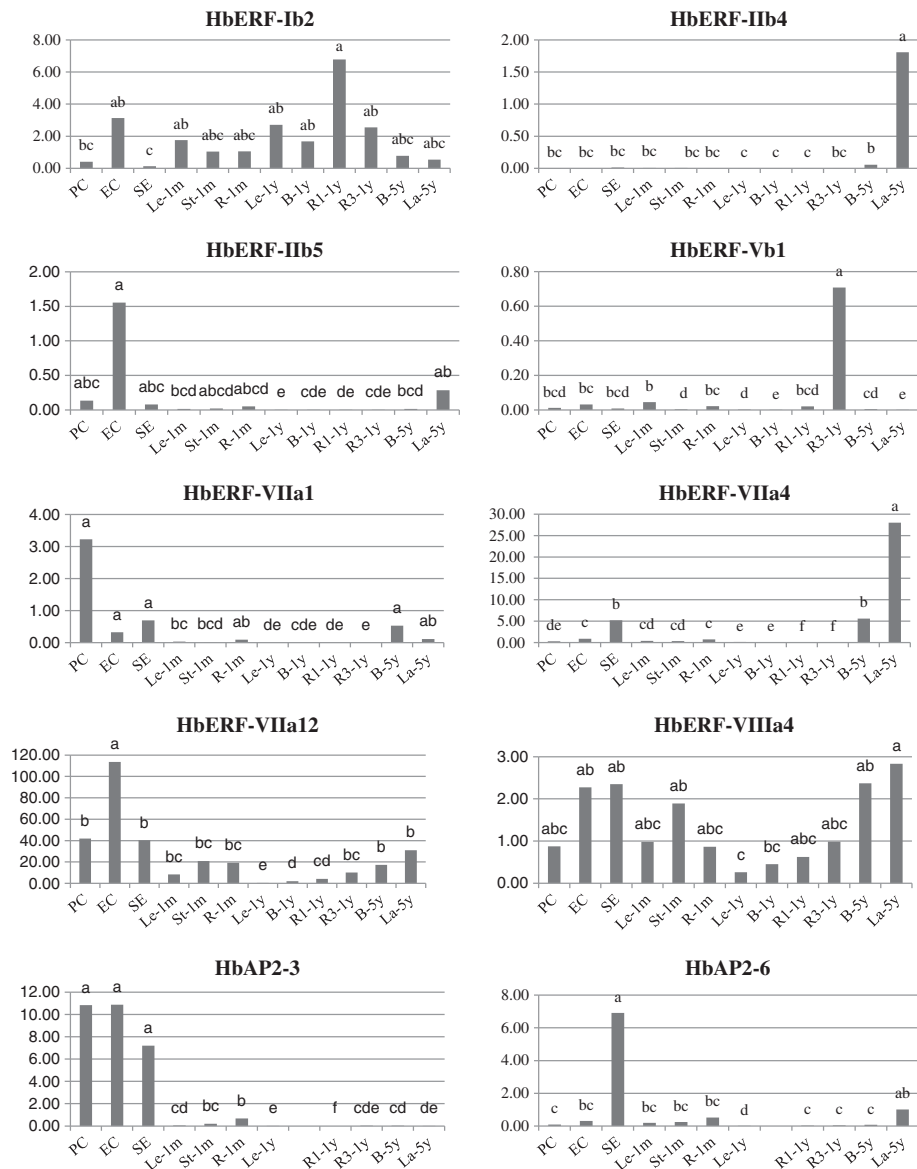 HbERF-Ib2
8.00
6.00
4.00
2.00
0.00
bc ab c ab abc abc ab ab a ab abc abc
PC EC SE Le-1m St-1m R-1m Le-1y B-1y R1-1y R3-1y B-5y La-5y
HbERF-IIb4
2.00
1.50
1.00
0.50
0.00
bc bc bc bc bc bc c c c bc b a
PC EC SE Le-1m St-1m R-1m Le-1y B-1y R1-1y R3-1y B-5y La-5y
HbERF-IIb5
2.00
1.50
1.00
0.50
0.00
abc a abc bcd abcd abcd e cde de cde bcd ab
PC EC SE Le-1m St-1m R-1m Le-1y B-1y R1-1y R3-1y B-5y La-5y
HbERF-Vb1
0.80
0.60
0.40
0.20
0.00
bcd bc bcd b d bc d e bcd a cd e
PC EC SE Le-1m St-1m R-1m Le-1y B-1y R1-1y R3-1y B-5y La-5y
HbERF-VIIa1
4.00
3.00
2.00
1.00
0.00
a a a bc bcd ab de cde de e a ab
PC EC SE Le-1m St-1m R-1m Le-1y B-1y R1-1y R3-1y B-5y La-5y
HbERF-VIIa4
30.00
25.00
20.00
15.00
10.00
5.00
0.00
de c b cd cd c e e f f b a
PC EC SE Le-1m St-1m R-1m Le-1y B-1y R1-1y R3-1y B-5y La-5y
HbERF-VIIa12
120.00
100.00
80.00
60.00
40.00
20.00
0.00
b a b bc bc bc e d cd bc b b
PC EC SE Le-1m St-1m R-1m Le-1y B-1y R1-1y R3-1y B-5y La-5y
HbERF-VIIIa4
3.00
2.00
1.00
0.00
abc ab ab abc ab abc c bc abc abc ab a
PC EC SE Le-1m St-1m R-1m Le-1y B-1y R1-1y R3-1y B-5y La-5y
HbAP2-3
12.00
10.00
8.00
6.00
4.00
2.00
0.00
a a a cd bc b e f cde cd de
PC EC SE Le-1m St-1m R-1m Le-1y R1-1y R3-1y B-5y La-5y
HbAP2-6
8.00
6.00
4.00
2.00
0.00
c bc a bc bc bc d c c c ab
PC EC SE Le-1m St-1m R-1m Le-1y R1-1y R3-1y B-5y La-5y